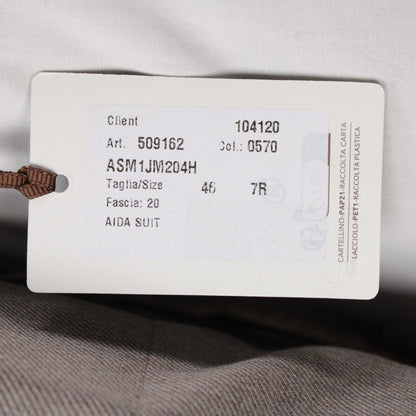 Client 104120
Art. 509162 Col.: 0570
ASM1JM204H
Taglia/Size 46 7R
Fascia: 20
AIDA SUIT
CARTELLINO-PAP21-RACCOLTA CARTA
LACCIOLO-PET1-RACCOLTA PLASTICA